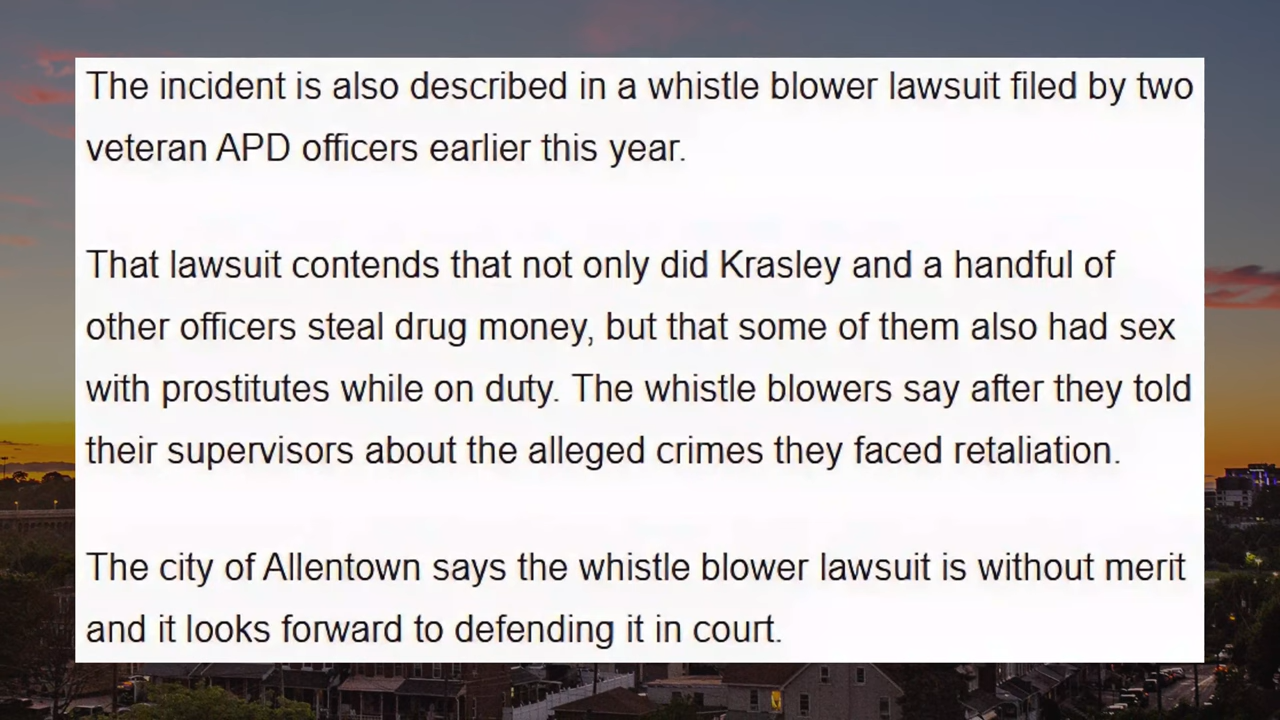 The incident is also described in a whistle blower lawsuit filed by two
veteran APD officers earlier this year.
That lawsuit contends that not only did Krasley and a handful of
other officers steal drug money, but that some of them also had sex
with prostitutes while on duty. The whistle blowers say after they told
their supervisors about the alleged crimes they faced retaliation.
The city of Allentown says the whistle blower lawsuit is without merit
and it looks forward to defending it in court.